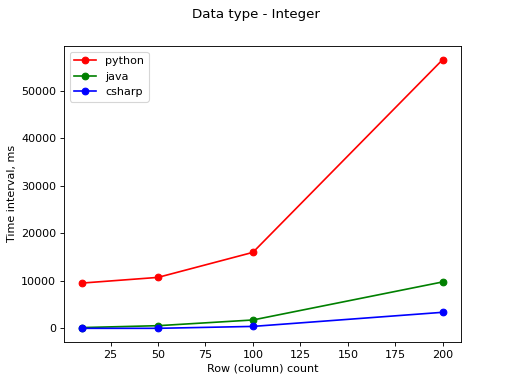 Data type - Integer
python
java
csharp
Time interval, ms
50000
40000
30000
20000
10000
0
25
50
75
100
125
150
175
200
Row (column) count